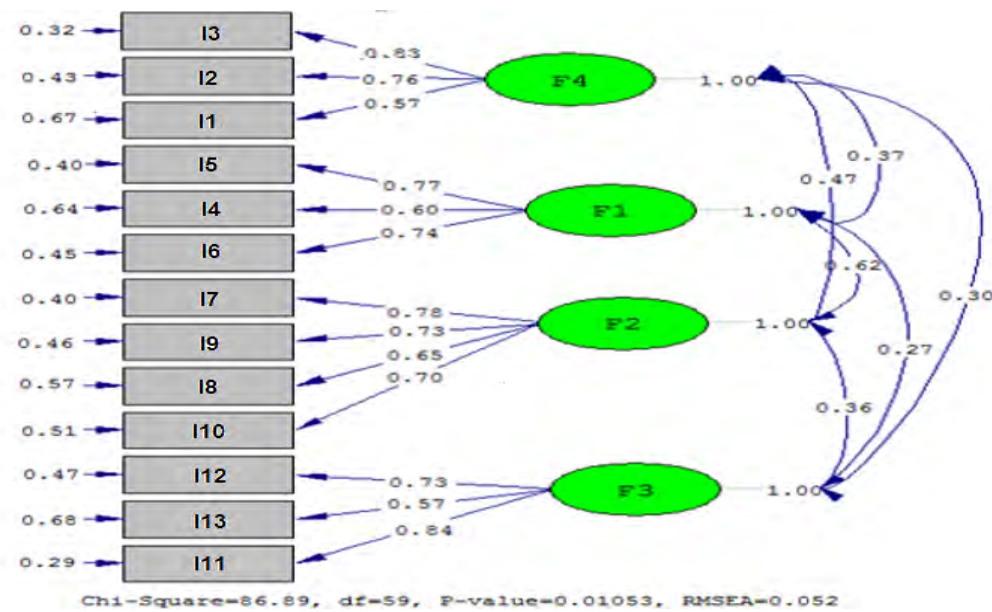 0.32 I3 0.83
0.43 I2 0.76 F4 1.00
0.67 I1 0.57
0.40 I5 0.77 0.37
0.64 I4 0.60 F1 1.00 0.47
0.45 I6 0.74
0.62
0.40 I7 0.78 0.30
0.46 I9 0.73 F2 1.00
0.57 I8 0.65 0.27
0.51 I10 0.70 0.36
0.47 I12 0.73
0.68 I13 0.57 F3 1.00
0.29 I11 0.84
Chi-Square=86.89, df=59, P-value=0.01053, RMSEA=0.052